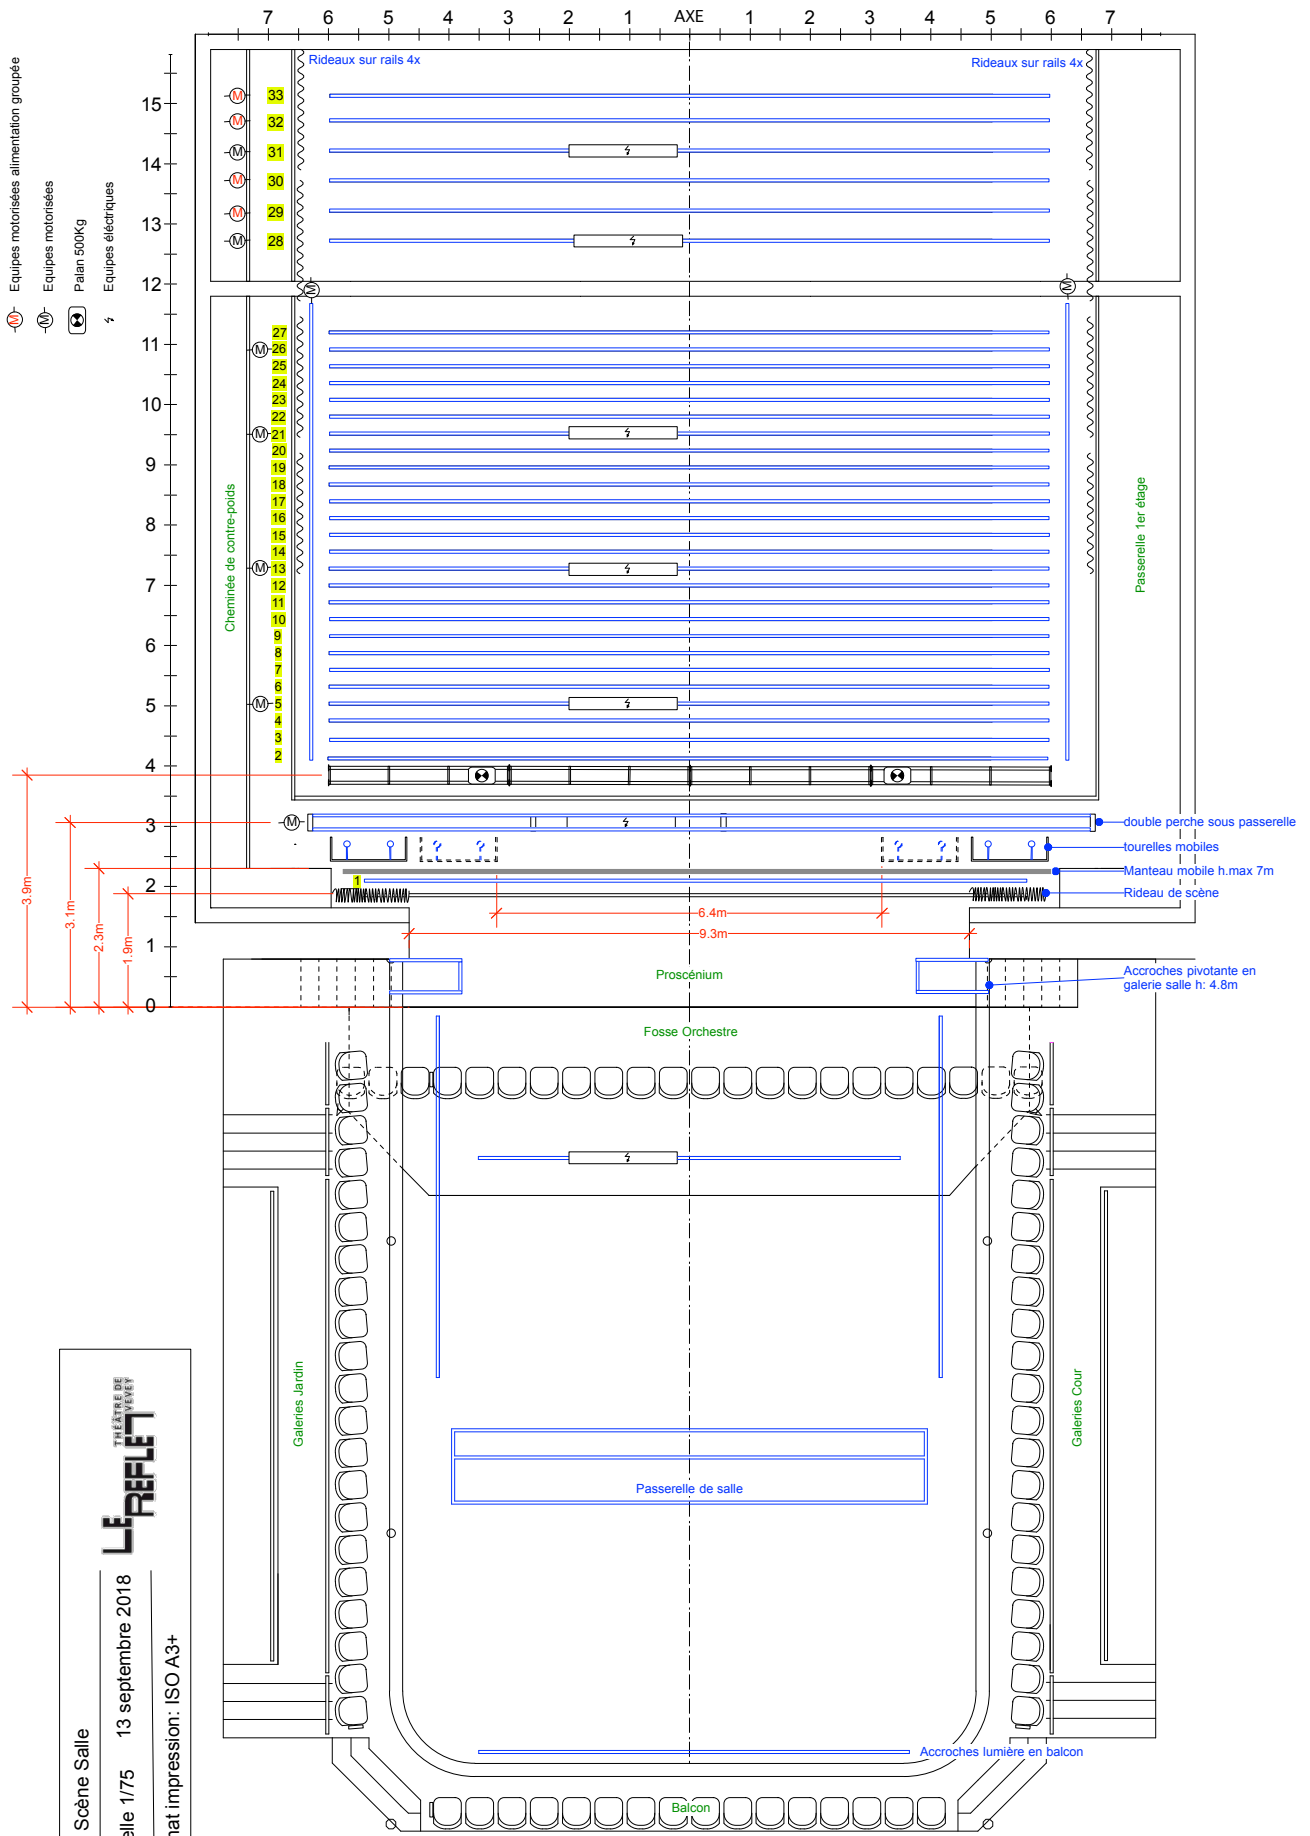 7 6 5 4 3 2 1 AXE 1 2 3 4 5 6 7
Rideaux sur rails 4x
Rideaux sur rails 4x
M Equipes motorisées alimentation groupée
M Equipes motorisées
Palan 500Kg
Equipes éléctriques
15
14
13
12
11
10
9
8
7
6
5
4
3
2
1
0
M 33
M 32
M 31
M 30
M 29
M 28
M
M
27
M 26
25
24
23
22
M 21
20
19
18
17
16
15
14
M 13
12
11
10
9
8
7
6
M 5
4
3
2
Cheminée de contre-poids
Passerelle 1er étage
M
double perche sous passerelle
tourelles mobiles
Manteau mobile h.max 7m
1
Rideau de scène
3.9m
3.1m
2.3m
1.9m
6.4m
9.3m
Proscénium
Accroches pivotante en
galerie salle h: 4.8m
Fosse Orchestre
Galeries Jardin
Galeries Cour
Passerelle de salle
Accroches lumière en balcon
Balcon
Scène Salle
elle 1/75 13 septembre 2018
nat impression: ISO A3+
LE REFLET
THÉÂTRE DE
VEVEY